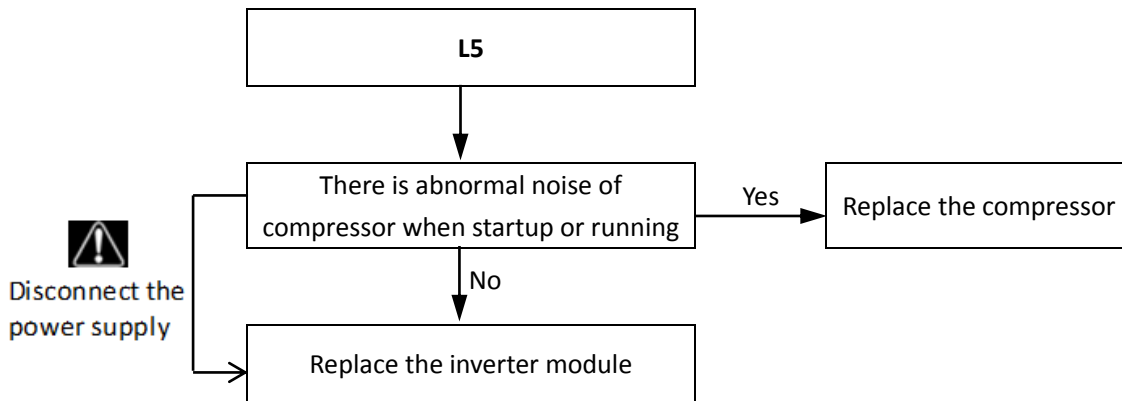 L5
There is abnormal noise of
compressor when startup or running
Yes
Replace the compressor
Disconnect the
power supply
No
Replace the inverter module